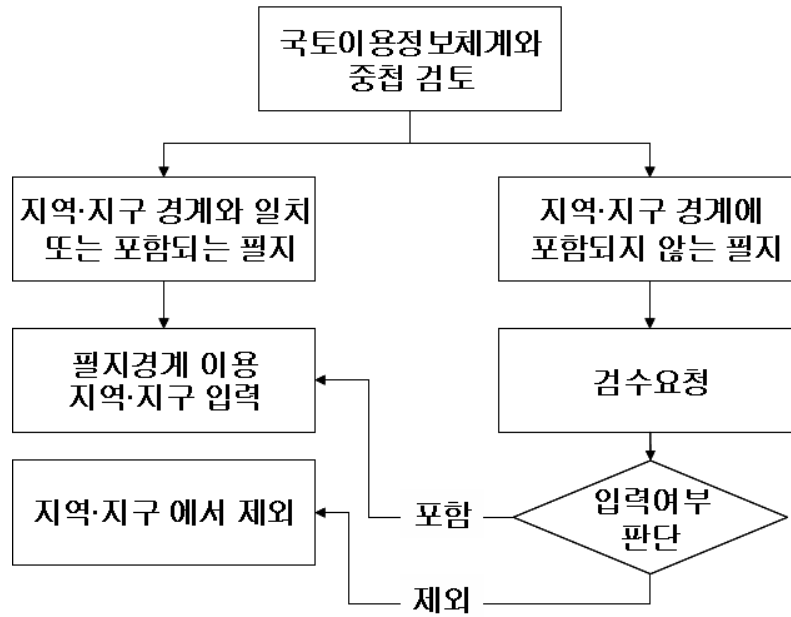 국토이용정보체계와
중첩 검토
지역·지구 경계와 일치
또는 포함되는 필지
지역·지구 경계에
포함되지 않는 필지
필지경계 이용
지역·지구 입력
검수요청
지역·지구 에서 제외
포함
입력여부
판단
제외